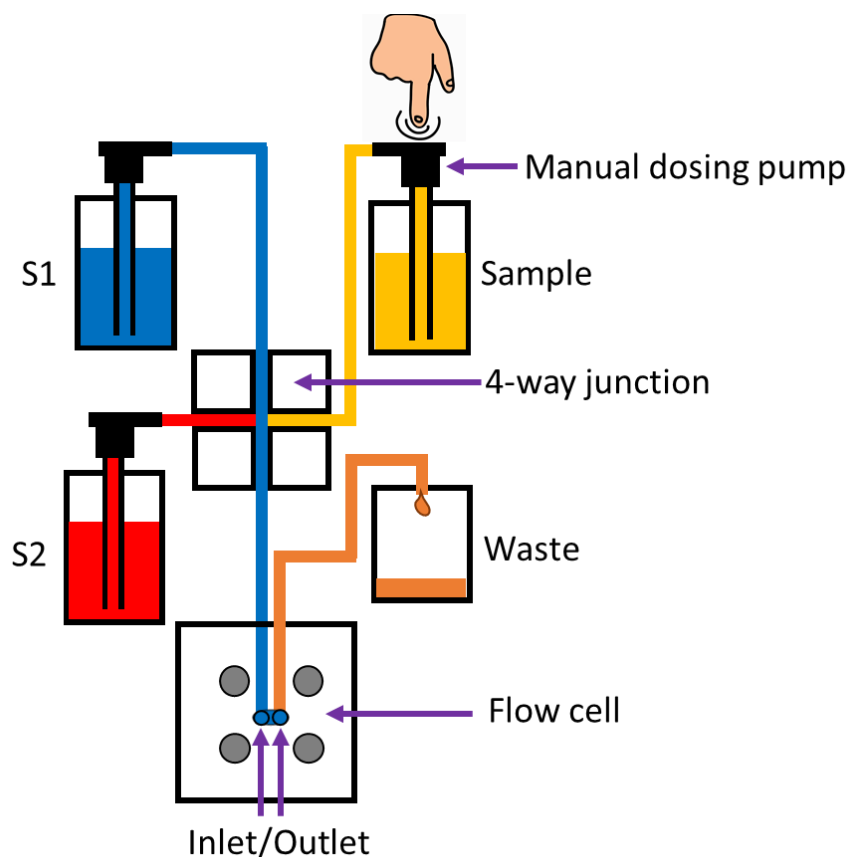 Manual dosing pump
S1
Sample
4-way junction
S2
Waste
Flow cell
Inlet/Outlet